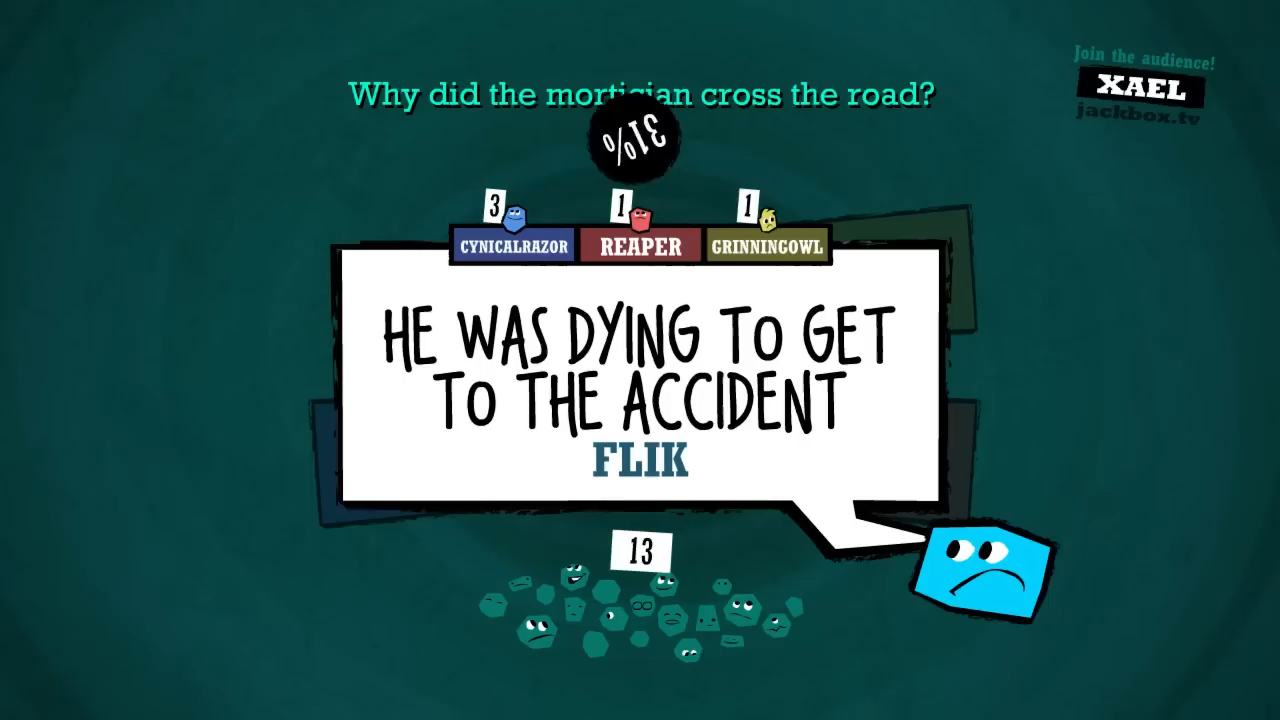 Join the audience!
XAEL
jackbox.tv
Why did the mortician cross the road?
31%
3
1
1
CYNICALRAZOR
REAPER
GRINNINGOWL
HE WAS DYING TO GET
TO THE ACCIDENT
FLIK
13